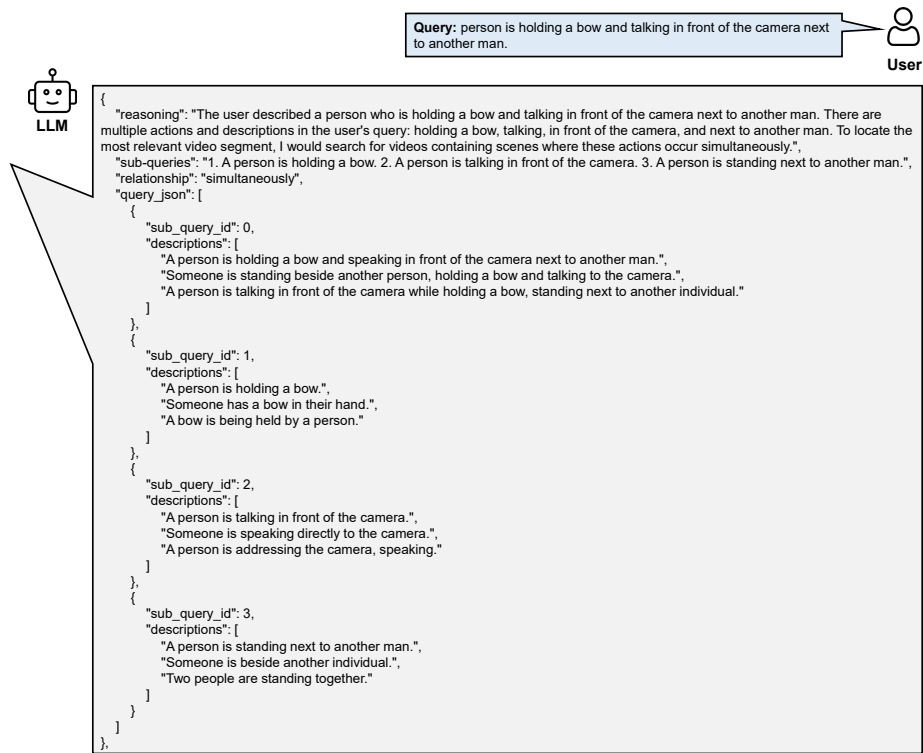 Query: person is holding a bow and talking in front of the camera next
to another man.
User
LLM
{
"reasoning": "The user described a person who is holding a bow and talking in front of the camera next to another man. There are
multiple actions and descriptions in the user's query: holding a bow, talking, in front of the camera, and next to another man. To locate the
most relevant video segment, I would search for videos containing scenes where these actions occur simultaneously.",
"sub-queries": "1. A person is holding a bow. 2. A person is talking in front of the camera. 3. A person is standing next to another man.",
"relationship": "simultaneously",
"query_json": [
{
"sub_query_id": 0,
"descriptions": [
"A person is holding a bow and speaking in front of the camera next to another man.",
"Someone is standing beside another person, holding a bow and talking to the camera.",
"A person is talking in front of the camera while holding a bow, standing next to another individual."
]
},
{
"sub_query_id": 1,
"descriptions": [
"A person is holding a bow.",
"Someone has a bow in their hand.",
"A bow is being held by a person."
]
},
{
"sub_query_id": 2,
"descriptions": [
"A person is talking in front of the camera.",
"Someone is speaking directly to the camera.",
"A person is addressing the camera, speaking."
]
},
{
"sub_query_id": 3,
"descriptions": [
"A person is standing next to another man.",
"Someone is beside another individual.",
"Two people are standing together."
]
}
]
},